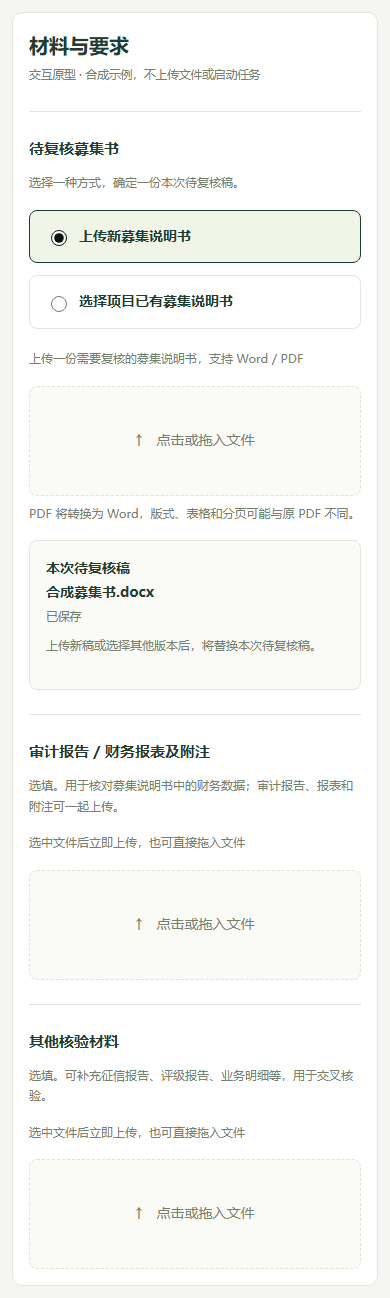 材料与要求
交互原型 · 合成示例，不上传文件或启动任务
待复核募集书
选择一种方式，确定一份本次待复核稿。
上传新募集说明书
选择项目已有募集说明书
上传一份需要复核的募集说明书，支持 Word / PDF
↑ 点击或拖入文件
PDF 将转换为 Word，版式、表格和分页可能与原 PDF 不同。
本次待复核稿
合成募集书.docx
已保存
上传新稿或选择其他版本后，将替换本次待复核稿。
审计报告 / 财务报表及附注
选填。用于核对募集说明书中的财务数据；审计报告、报表和
附注可一起上传。
选中文件后立即上传，也可直接拖入文件
↑ 点击或拖入文件
其他核验材料
选填。可补充征信报告、评级报告、业务明细等，用于交叉核
验。
选中文件后立即上传，也可直接拖入文件
↑ 点击或拖入文件